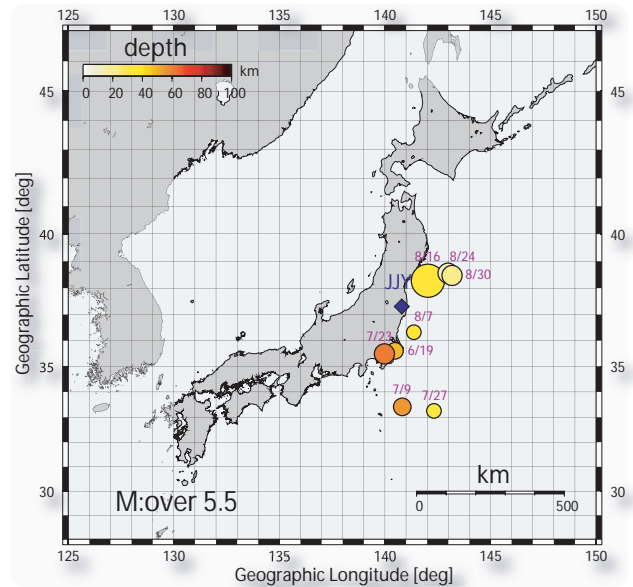 125 130 135 140 145 150
depth
km
0 20 40 60 80 100
45 45
40 40
8/16 8/24
8/30
JJY
8/7
7/23 6/19
35 35
7/9 7/27
30 30
M:over 5.5
km
0 500
125 130 135 140 145 150
Geographic Longitude [deg]
Geographic Latitude [deg]